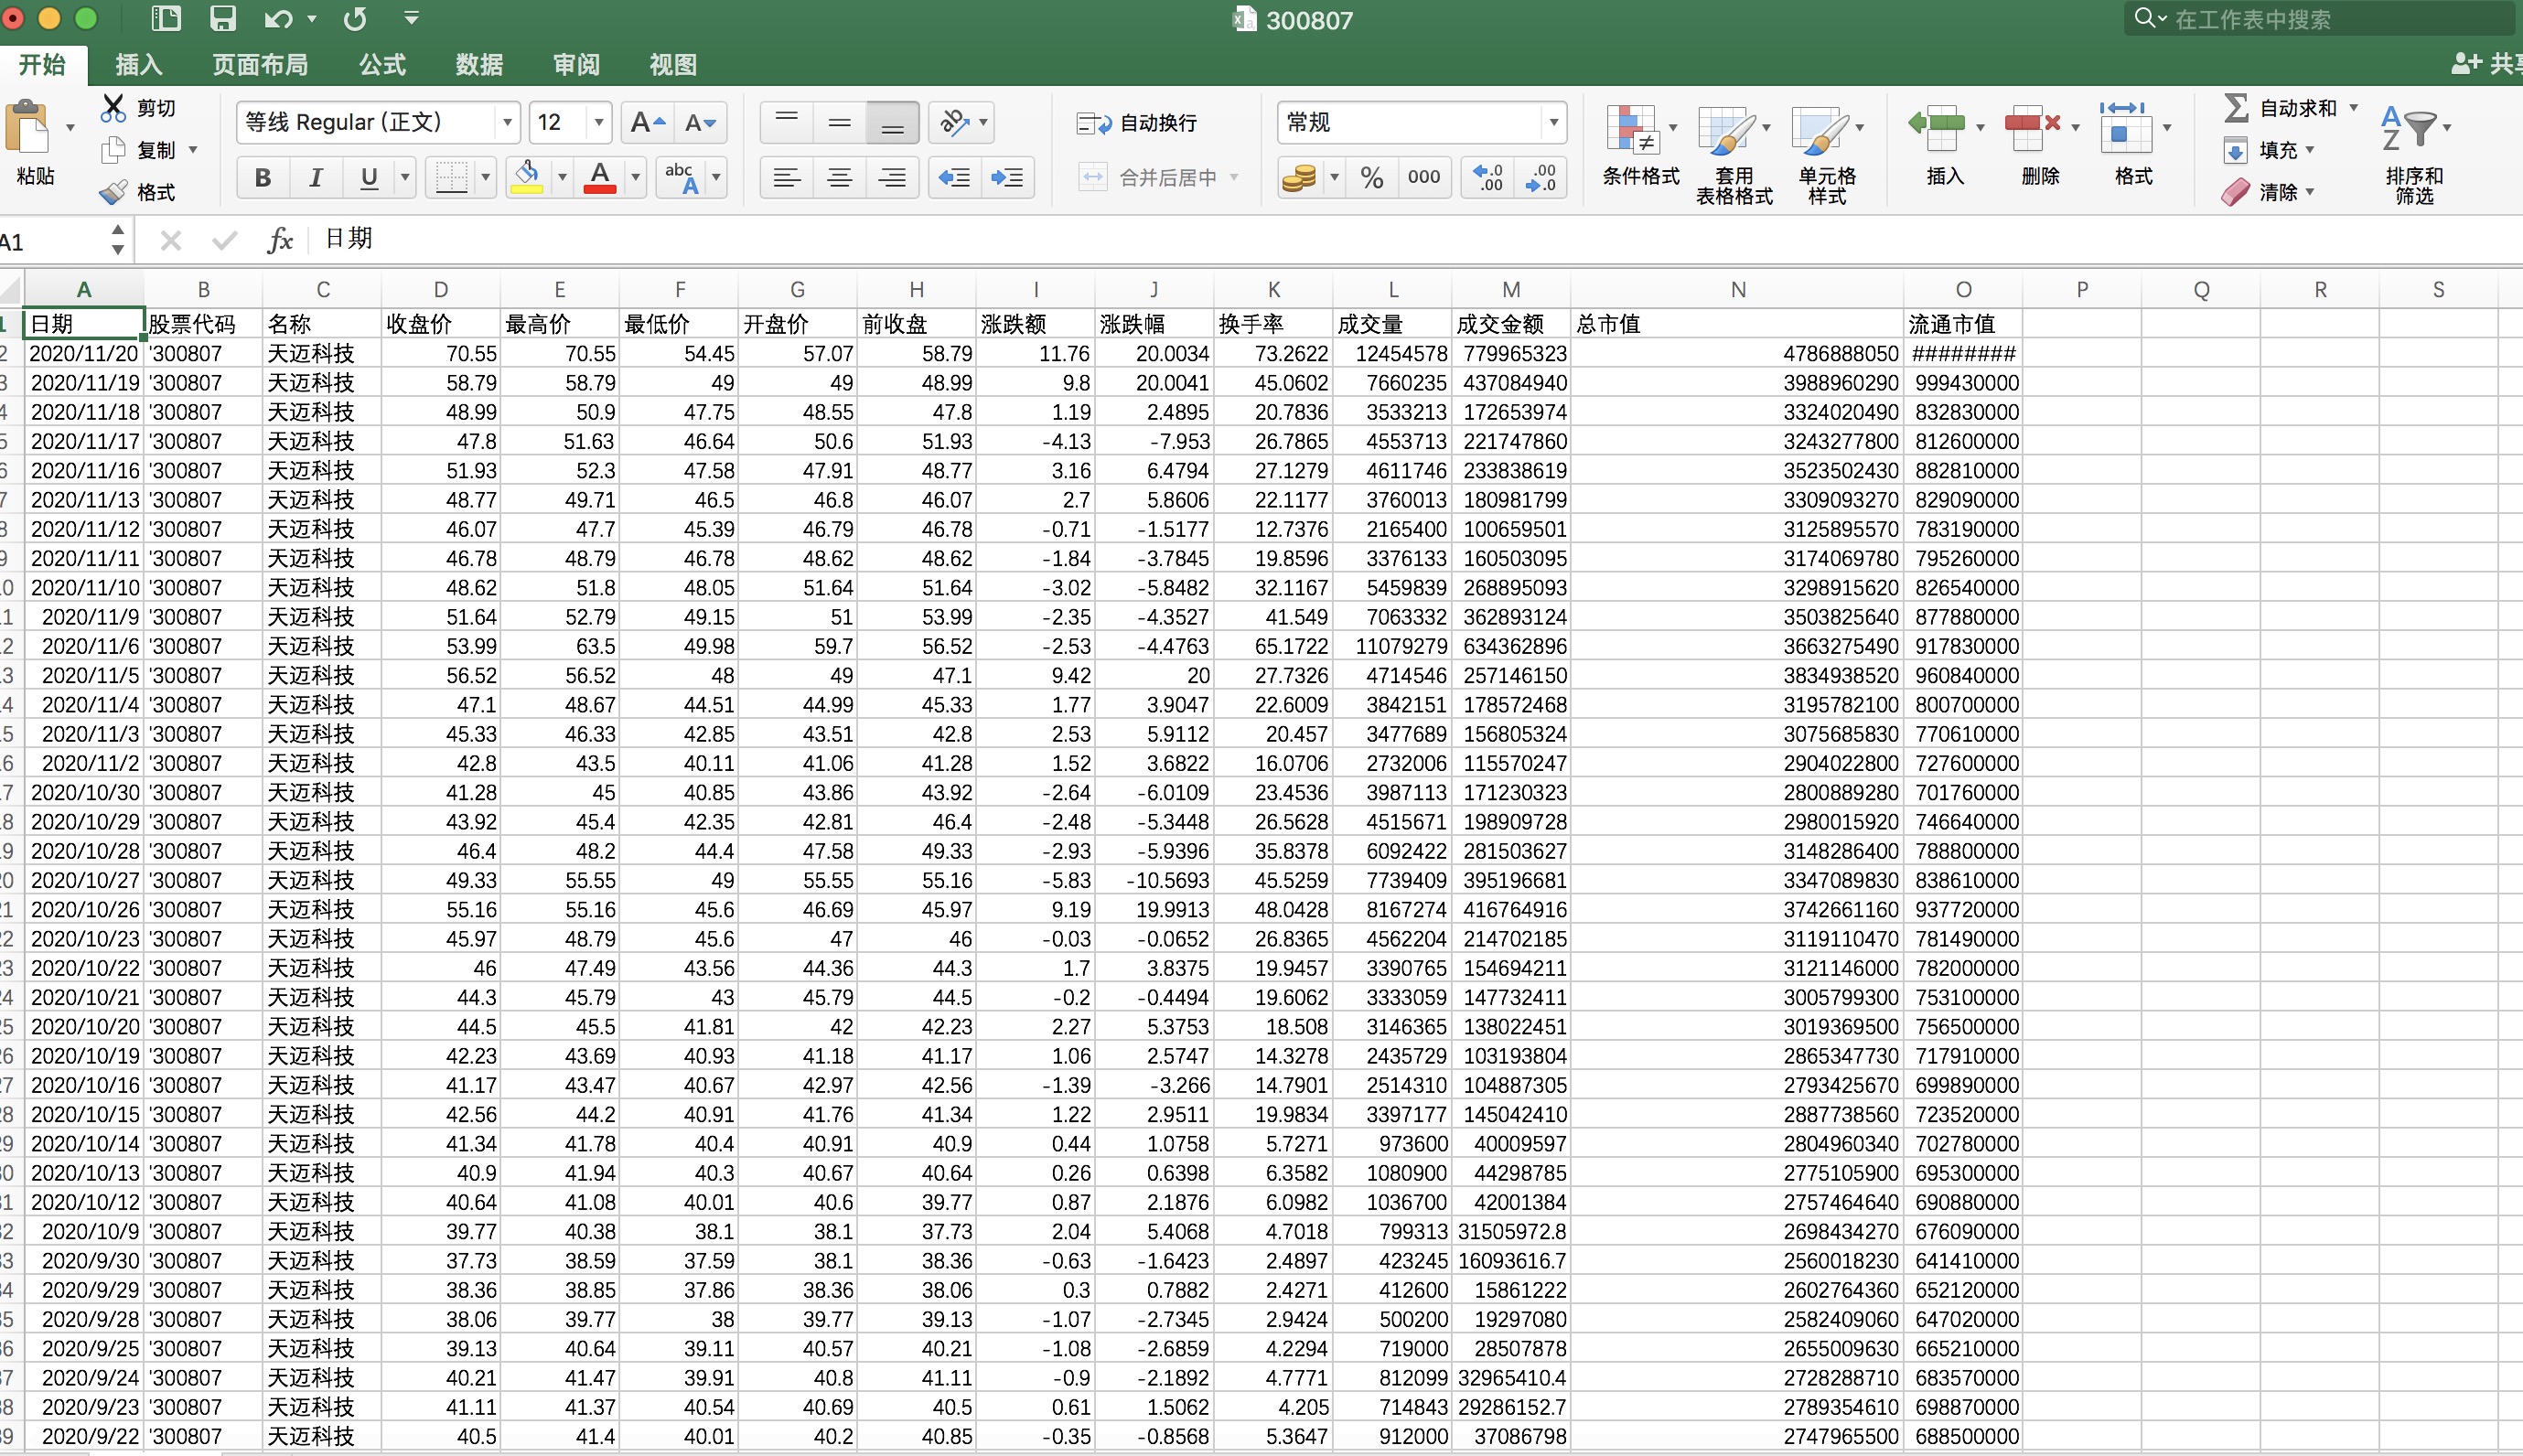 300807
在工作表中搜索
开始 插入 页面布局 公式 数据 审阅 视图
粘贴 剪切 复制 格式
等线 Regular (正文) 12
B I U abc A
自动换行
合并后居中
常规
% 000
条件格式 套用 表格格式 单元格 样式
插入 删除 格式
自动求和
填充
清除
排序和 筛选
A1 fx 日期
A B C D E F G H I J K L M N O P Q R S
日期 股票代码 名称 收盘价 最高价 最低价 开盘价 前收盘 涨跌额 涨跌幅 换手率 成交量 成交金额 总市值 流通市值
2020/11/20 '300807 天迈科技 70.55 70.55 54.45 57.07 58.79 11.76 20.0034 73.2622 12454578 779965323 4786888050 ########
2020/11/19 '300807 天迈科技 58.79 58.79 49 49 48.99 9.8 20.0041 45.0602 7660235 437084940 3988960290 999430000
2020/11/18 '300807 天迈科技 48.99 50.9 47.75 48.55 47.8 1.19 2.4895 20.7836 3533213 172653974 3324020490 832830000
2020/11/17 '300807 天迈科技 47.8 51.63 46.64 50.6 51.93 -4.13 -7.953 26.7865 4553713 221747860 3243277800 812600000
2020/11/16 '300807 天迈科技 51.93 52.3 47.58 47.91 48.77 3.16 6.4794 27.1279 4611746 233838619 3523502430 882810000
2020/11/13 '300807 天迈科技 48.77 49.71 46.5 46.8 46.07 2.7 5.8606 22.1177 3760013 180981799 3309093270 829090000
2020/11/12 '300807 天迈科技 46.07 47.7 45.39 46.79 46.78 -0.71 -1.5177 12.7376 2165400 100659501 3125895570 783190000
2020/11/11 '300807 天迈科技 46.78 48.79 46.78 48.62 48.62 -1.84 -3.7845 19.8596 3376133 160503095 3174069780 795260000
2020/11/10 '300807 天迈科技 48.62 51.8 48.05 51.64 51.64 -3.02 -5.8482 32.1167 5459839 268895093 3298915620 826540000
2020/11/9 '300807 天迈科技 51.64 52.79 49.15 51 53.99 -2.35 -4.3527 41.549 7063332 362893124 3503825640 877880000
2020/11/6 '300807 天迈科技 53.99 63.5 49.98 59.7 56.52 -2.53 -4.4763 65.1722 11079279 634362896 3663275490 917830000
2020/11/5 '300807 天迈科技 56.52 56.52 48 49 47.1 9.42 20 27.7326 4714546 257146150 3834938520 960840000
2020/11/4 '300807 天迈科技 47.1 48.67 44.51 44.99 45.33 1.77 3.9047 22.6009 3842151 178572468 3195782100 800700000
2020/11/3 '300807 天迈科技 45.33 46.33 42.85 43.51 42.8 2.53 5.9112 20.457 3477689 156805324 3075685830 770610000
2020/11/2 '300807 天迈科技 42.8 43.5 40.11 41.06 41.28 1.52 3.6822 16.0706 2732006 115570247 2904022800 727600000
2020/10/30 '300807 天迈科技 41.28 45 40.85 43.86 43.92 -2.64 -6.0109 23.4536 3987113 171230323 2800889280 701760000
2020/10/29 '300807 天迈科技 43.92 45.4 42.35 42.81 46.4 -2.48 -5.3448 26.5628 4515671 198909728 2980015920 746640000
2020/10/28 '300807 天迈科技 46.4 48.2 44.4 47.58 49.33 -2.93 -5.9396 35.8378 6092422 281503627 3148286400 788800000
2020/10/27 '300807 天迈科技 49.33 55.55 49 55.55 55.16 -5.83 -10.5693 45.5259 7739409 395196681 3347089830 838610000
2020/10/26 '300807 天迈科技 55.16 55.16 45.6 46.69 45.97 9.19 19.9913 48.0428 8167274 416764916 3742661160 937720000
2020/10/23 '300807 天迈科技 45.97 48.79 45.6 47 46 -0.03 -0.0652 26.8365 4562204 214702185 3119110470 781490000
2020/10/22 '300807 天迈科技 46 47.49 43.56 44.36 44.3 1.7 3.8375 19.9457 3390765 154694211 3121146000 782000000
2020/10/21 '300807 天迈科技 44.3 45.79 43 45.79 44.5 -0.2 -0.4494 19.6062 3333059 147732411 3005799300 753100000
2020/10/20 '300807 天迈科技 44.5 45.5 41.81 42 42.23 2.27 5.3753 18.508 3146365 138022451 3019369500 756500000
2020/10/19 '300807 天迈科技 42.23 43.69 40.93 41.18 41.17 1.06 2.5747 14.3278 2435729 103193804 2865347730 717910000
2020/10/16 '300807 天迈科技 41.17 43.47 40.67 42.97 42.56 -1.39 -3.266 14.7901 2514310 104887305 2793425670 699890000
2020/10/15 '300807 天迈科技 42.56 44.2 40.91 41.76 41.34 1.22 2.9511 19.9834 3397177 145042410 2887738560 723520000
2020/10/14 '300807 天迈科技 41.34 41.78 40.4 40.91 40.9 0.44 1.0758 5.7271 973600 40009597 2804960340 702780000
2020/10/13 '300807 天迈科技 40.9 41.94 40.3 40.67 40.64 0.26 0.6398 6.3582 1080900 44298785 2775105900 695300000
2020/10/12 '300807 天迈科技 40.64 41.08 40.01 40.6 39.77 0.87 2.1876 6.0982 1036700 42001384 2757464640 690880000
2020/10/9 '300807 天迈科技 39.77 40.38 38.1 38.1 37.73 2.04 5.4068 4.7018 799313 31505972.8 2698434270 676090000
2020/9/30 '300807 天迈科技 37.73 38.59 37.59 38.1 38.36 -0.63 -1.6423 2.4897 423245 16093616.7 2560018230 641410000
2020/9/29 '300807 天迈科技 38.36 38.85 37.86 38.36 38.06 0.3 0.7882 2.4271 412600 15861222 2602764360 652120000
2020/9/28 '300807 天迈科技 38.06 39.77 38 39.77 39.13 -1.07 -2.7345 2.9424 500200 19297080 2582409060 647020000
2020/9/25 '300807 天迈科技 39.13 40.64 39.11 40.57 40.21 -1.08 -2.6859 4.2294 719000 28507878 2655009630 665210000
2020/9/24 '300807 天迈科技 40.21 41.47 39.91 40.8 41.11 -0.9 -2.1892 4.7771 812099 32965410.4 2728288710 683570000
2020/9/23 '300807 天迈科技 41.11 41.37 40.54 40.69 40.5 0.61 1.5062 4.205 714843 29286152.7 2789354610 698870000
2020/9/22 '300807 天迈科技 40.5 41.4 40.01 40.2 40.85 -0.35 -0.8568 5.3647 912000 37086798 2747965500 688500000